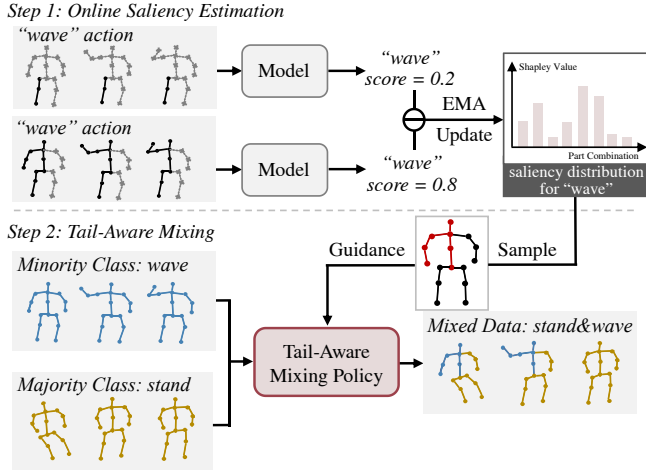 Step 1: Online Saliency Estimation
“wave” action
Model
“wave”
score = 0.2
EMA
Update
“wave” action
Model
“wave”
score = 0.8
Shapley Value
Part Combination
saliency distribution
for “wave”
Step 2: Tail-Aware Mixing
Guidance
Sample
Minority Class: wave
Tail-Aware
Mixing Policy
Mixed Data: stand&wave
Majority Class: stand